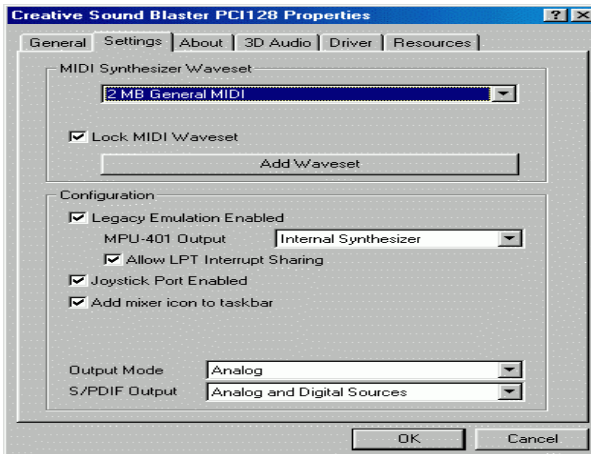 Creative Sound Blaster PCI128 Properties
General Settings About 3D Audio Driver Resources
MIDI Synthesizer Waveset
2 MB General MIDI
Lock MIDI Waveset
Add Waveset
Configuration
Legacy Emulation Enabled
MPU-401 Output Internal Synthesizer
Allow LPT Interrupt Sharing
Joystick Port Enabled
Add mixer icon to taskbar
Output Mode Analog
S/PDIF Output Analog and Digital Sources
OK Cancel